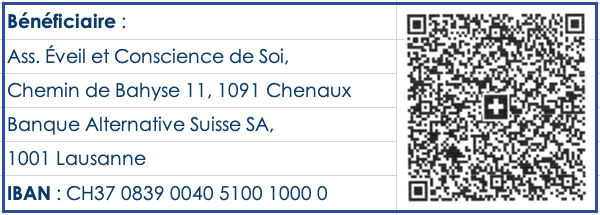 Bénéficiaire :
Ass. Éveil et Conscience de Soi,
Chemin de Bahyse 11, 1091 Chenaux
Banque Alternative Suisse SA,
1001 Lausanne
IBAN : CH37 0839 0040 5100 1000 0